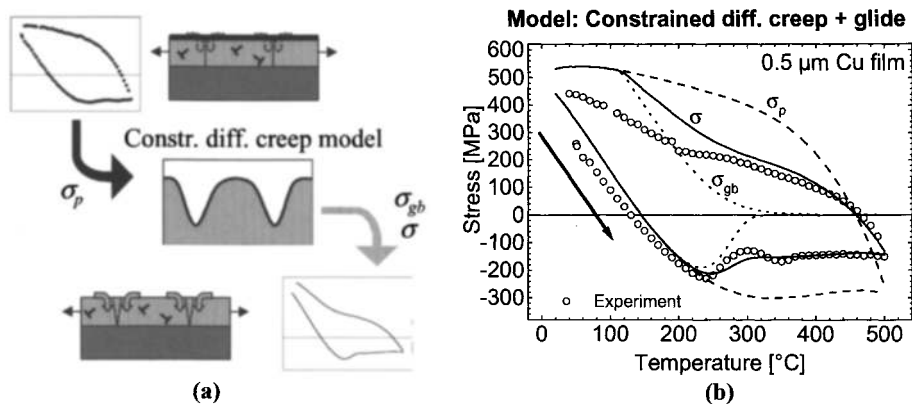 Constr. diff. creep model
σp
σgb
σ
(a)
Model: Constrained diff. creep + glide
0.5 µm Cu film
Stress [MPa]
600
500
400
300
200
100
0
-100
-200
-300
σp
σ
σgb
Experiment
0 100 200 300 400 500
Temperature [°C]
(b)